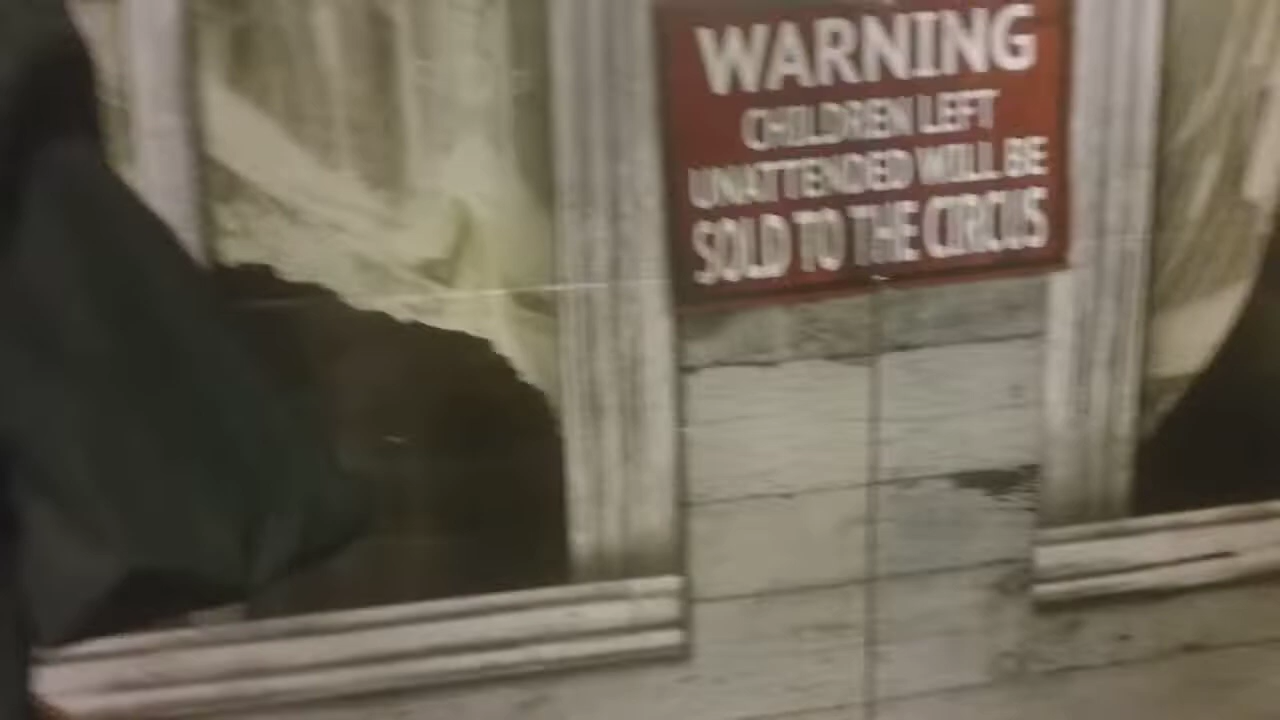 WARNING
CHILDREN LEFT
UNATTENDED WILL BE
SOLD TO THE CIRCUS